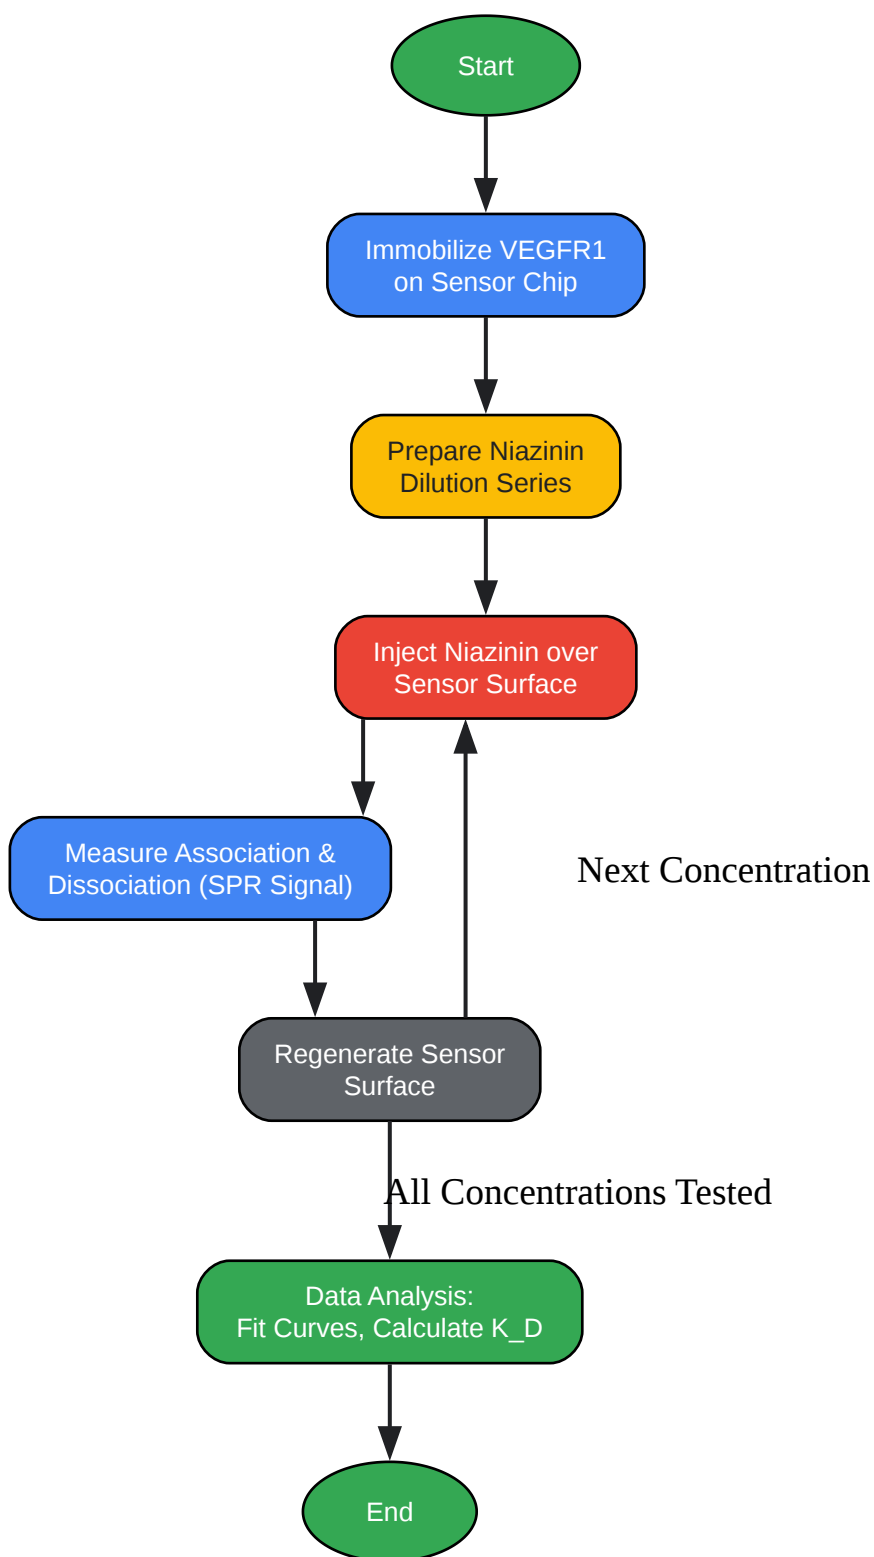 Start
Immobilize VEGFR1
on Sensor Chip
Prepare Niazinin
Dilution Series
Inject Niazinin over
Sensor Surface
Measure Association &
Dissociation (SPR Signal)
Next Concentration
Regenerate Sensor
Surface
All Concentrations Tested
Data Analysis:
Fit Curves, Calculate K_D
End